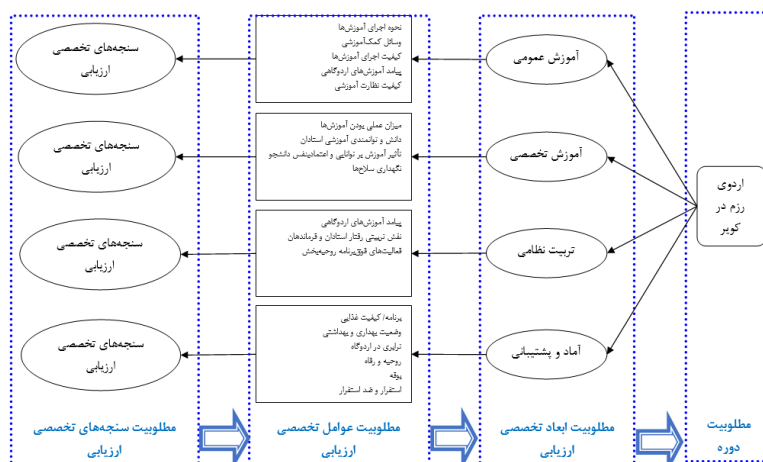 اردوی
رزم در
کویر
آموزش عمومی
آموزش تخصصی
تربیت نظامی
آماد و پشتیبانی
نحوه اجرای آموزش‌ها
وسائل کمک‌آموزشی
کیفیت اجرای آموزش‌ها
پیامد آموزش‌های اردوگاهی
کیفیت نظارت آموزشی
میزان عملی بودن آموزش‌ها
دانش و توانمندی آموزشی استادان
تأثیر آموزش بر توانایی و اعتمادبنفس دانشجو
نگهداری سلاح‌ها
پیامد آموزش‌های اردوگاهی
نقش تربیتی رفتار استادان و فرماندهان
فعالیت‌های فوق‌برنامه روحیه‌بخش
برنامه/ کیفیت غذایی
وضعیت بهداری و بهداشتی
ترابری در اردوگاه
روحیه و رفاه
بوفه
استقرار و ضد استقرار
سنجه‌های تخصصی
ارزیابی
سنجه‌های تخصصی
ارزیابی
سنجه‌های تخصصی
ارزیابی
سنجه‌های تخصصی
ارزیابی
مطلوبیت
دوره
مطلوبیت ابعاد تخصصی
ارزیابی
مطلوبیت عوامل تخصصی
ارزیابی
مطلوبیت سنجه‌های تخصصی
ارزیابی